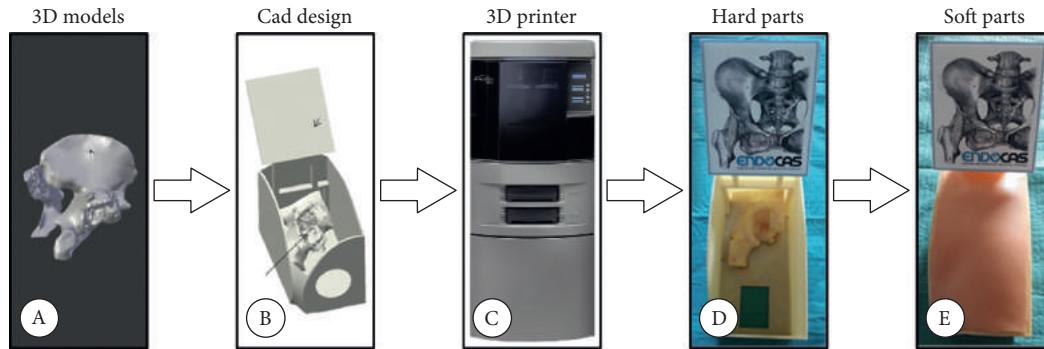 3D models
Cad design
3D printer
Hard parts
Soft parts
ENDOCAS
ENDOCAS
A
B
C
D
E